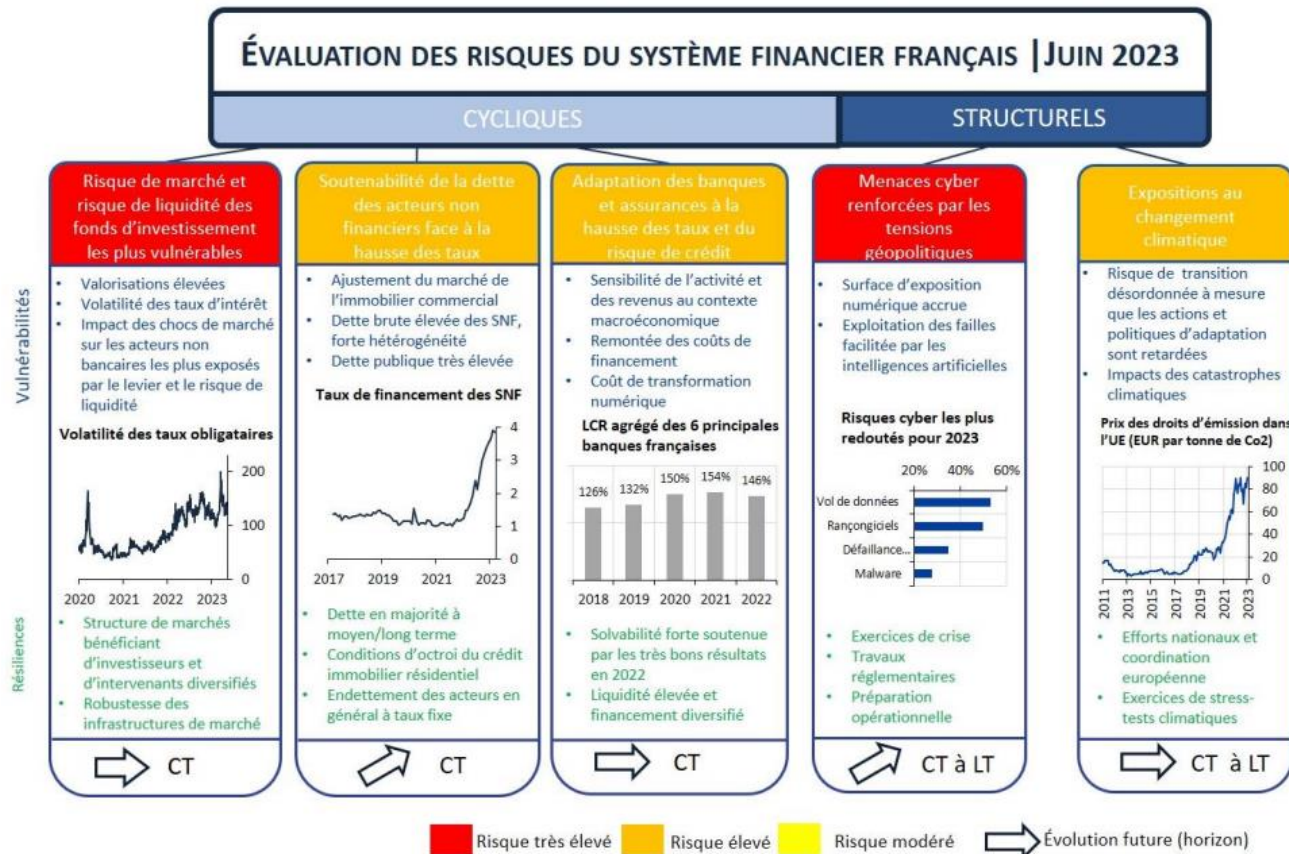 ÉVALUATION DES RISQUES DU SYSTÈME FINANCIER FRANÇAIS | JUIN 2023
CYCLIQUES
STRUCTURELS
Vulnérabilités
Résiliences
Risque de marché et
risque de liquidité des
fonds d'investissement
les plus vulnérables
• Valorisations élevées
• Volatilité des taux d'intérêt
• Impact des chocs de marché
sur les acteurs non
bancaires les plus exposés
par le levier et le risque de
liquidité
Volatilité des taux obligataires
200
100
0
2020 2021 2022 2023
• Structure de marchés
bénéficiant
d'investisseurs et
d'intervenants diversifiés
• Robustesse des
infrastructures de marché
CT
Soutenabilité de la dette
des acteurs non
financiers face à la
hausse des taux
• Ajustement du marché de
l'immobilier commercial
• Dette brute élevée des SNF,
forte hétérogénéité
• Dette publique très élevée
Taux de financement des SNF
4
3
2
1
0
2017 2019 2021 2023
• Dette en majorité à
moyen/long terme
• Conditions d'octroi du crédit
immobilier résidentiel
• Endettement des acteurs en
général à taux fixe
CT
Adaptation des banques
et assurances à la
hausse des taux et du
risque de crédit
• Sensibilité de l'activité et
des revenus au contexte
macroéconomique
• Remontée des coûts de
financement
• Coût de transformation
numérique
LCR agrégé des 6 principales
banques françaises
126% 132% 150% 154% 146%
2018 2019 2020 2021 2022
• Solvabilité forte soutenue
par les très bons résultats
en 2022
• Liquidité élevée et
financement diversifié
CT
Menaces cyber
renforcées par les
tensions
géopolitiques
• Surface d'exposition
numérique accrue
• Exploitation des failles
facilitée par les
intelligences artificielles
Risques cyber les plus
redoutés pour 2023
20% 40% 60%
Vol de données
Rançongiciels
Défaillance...
Malware
• Exercices de crise
• Travaux
réglementaires
• Préparation
opérationnelle
CT à LT
Expositions au
changement
climatique
• Risque de transition
désordonnée à mesure
que les actions et
politiques d'adaptation
sont retardées
• Impacts des catastrophes
climatiques
Prix des droits d'émission dans
l'UE (EUR par tonne de Co2)
100
80
60
40
20
0
2011 2013 2015 2017 2019 2021 2023
• Efforts nationaux et
coordination
européenne
• Exercices de stress-
tests climatiques
CT à LT
Risque très élevé
Risque élevé
Risque modéré
Évolution future (horizon)